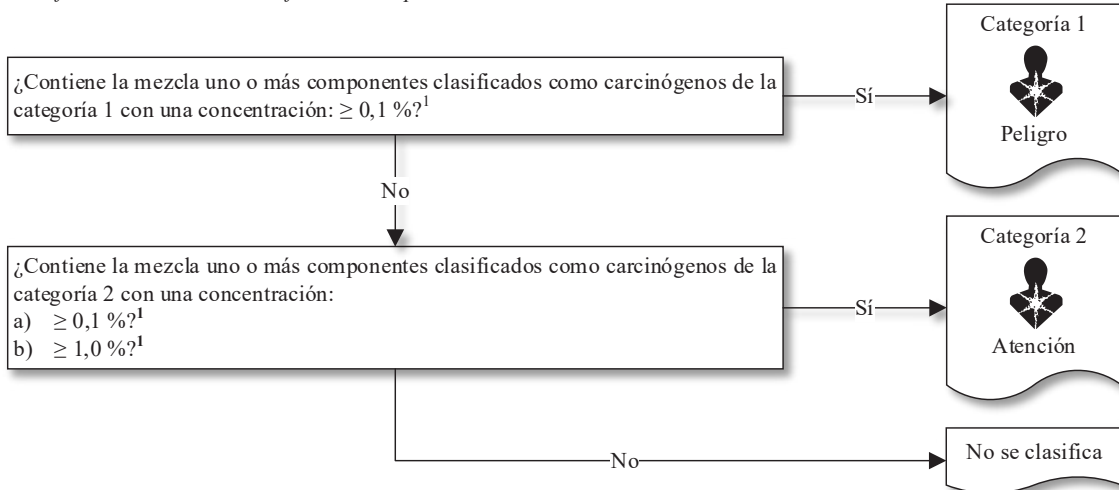 ¿Contiene la mezcla uno o más componentes clasificados como carcinógenos de la
categoría 1 con una concentración: ≥ 0,1 %?¹
Sí
Categoría 1
Peligro
No
¿Contiene la mezcla uno o más componentes clasificados como carcinógenos de la
categoría 2 con una concentración:
a) ≥ 0,1 %?¹
b) ≥ 1,0 %?¹
Sí
Categoría 2
Atención
No
No se clasifica